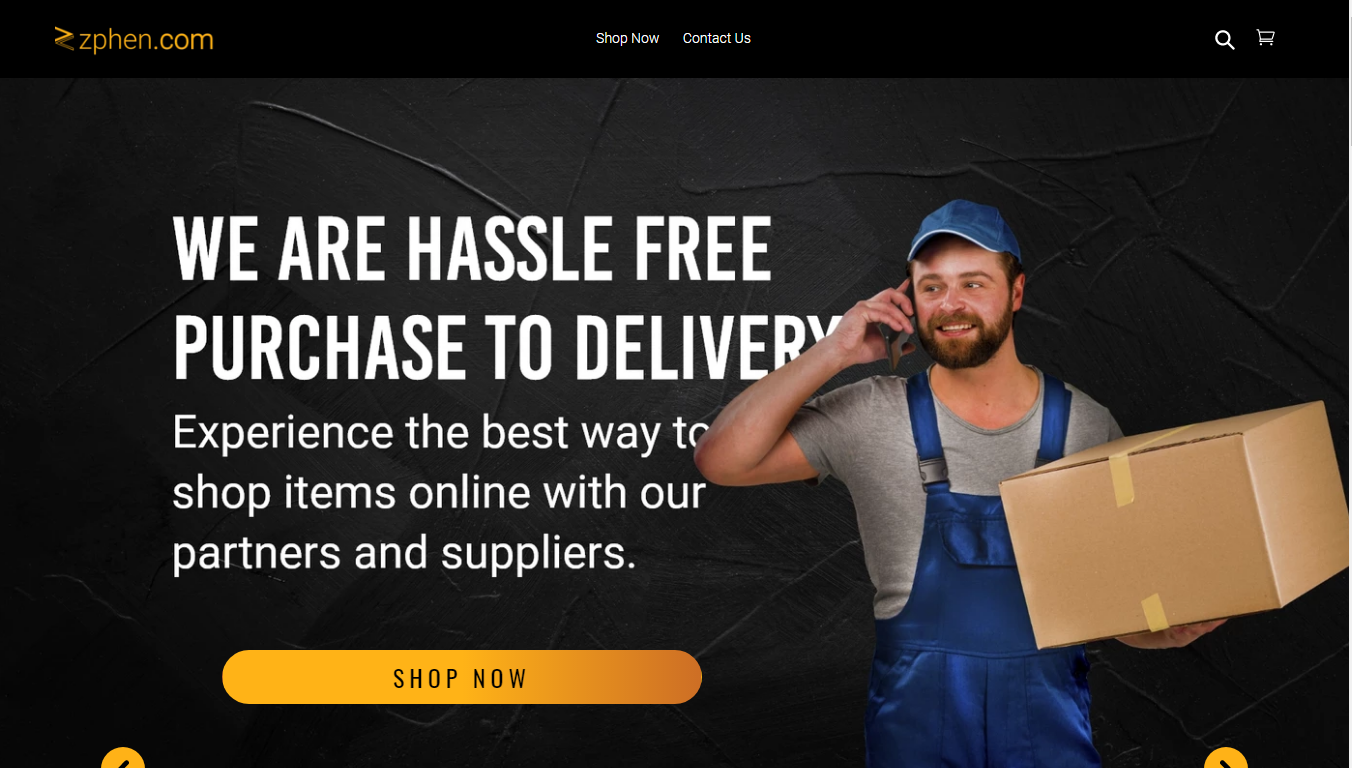 zphen.com
Shop Now
Contact Us
WE ARE HASSLE FREE
PURCHASE TO DELIVERY
Experience the best way to
shop items online with our
partners and suppliers.
SHOP NOW